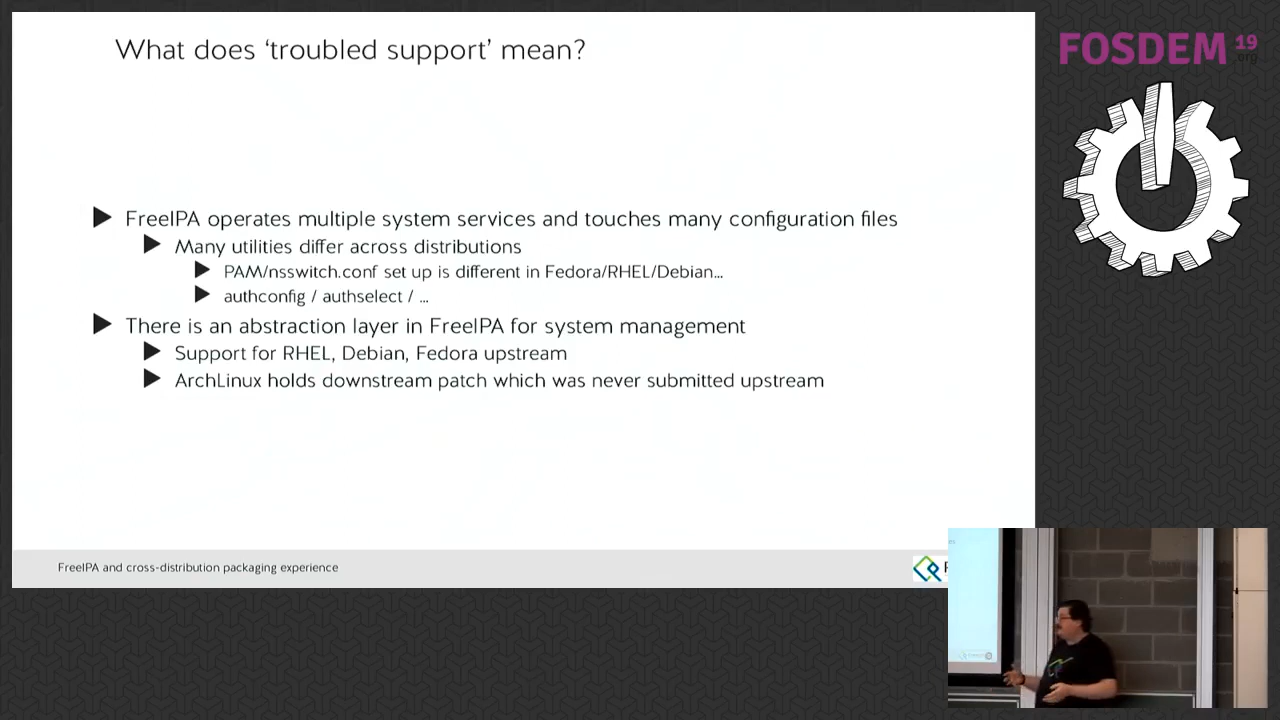 What does ‘troubled support’ mean?
FreeIPA operates multiple system services and touches many configuration files
Many utilities differ across distributions
PAM/nsswitch.conf set up is different in Fedora/RHEL/Debian…
authconfig / authselect / …
There is an abstraction layer in FreeIPA for system management
Support for RHEL, Debian, Fedora upstream
ArchLinux holds downstream patch which was never submitted upstream
FreeIPA and cross-distribution packaging experience
FOSDEM 19
.org